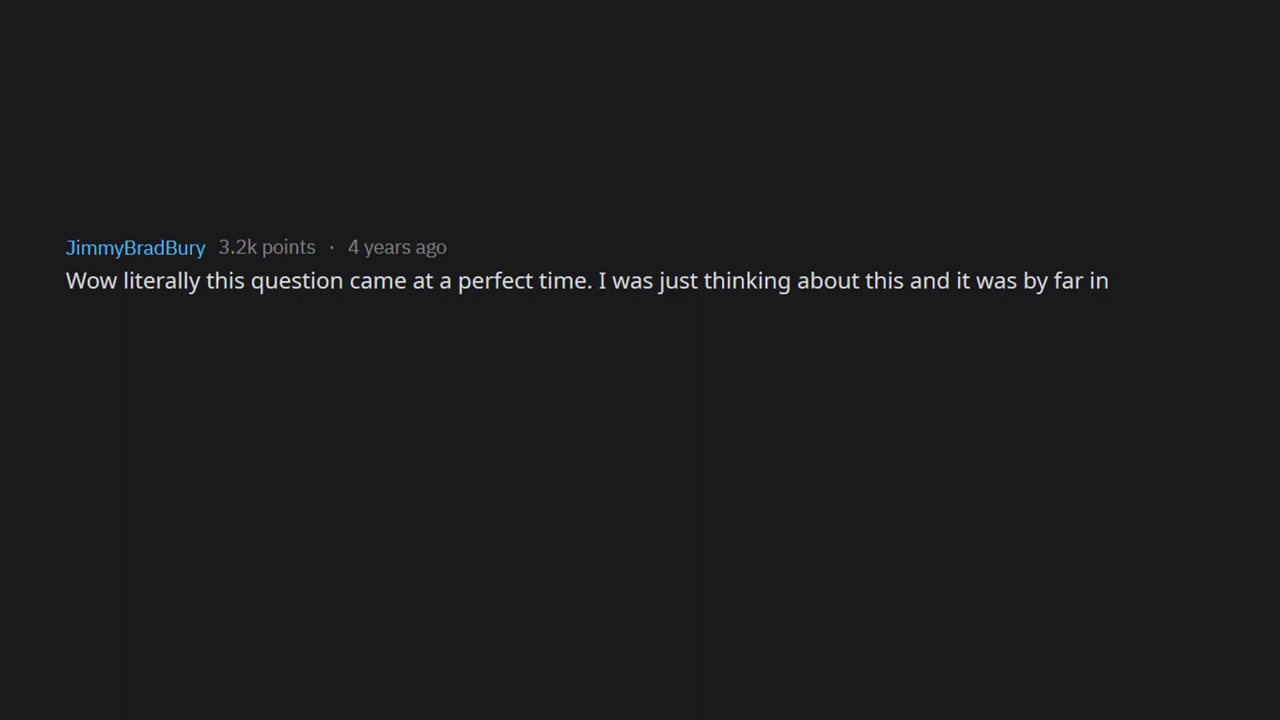 JimmyBradBury 3.2k points · 4 years ago
Wow literally this question came at a perfect time. I was just thinking about this and it was by far in